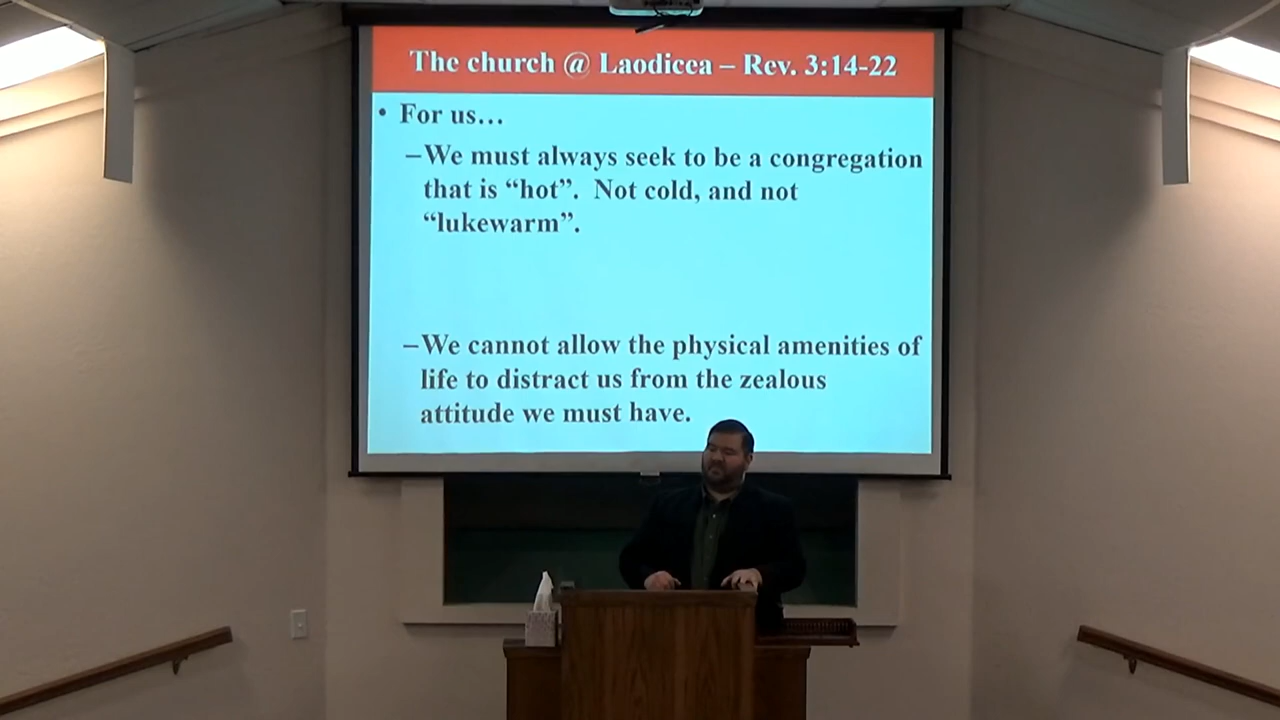 The church @ Laodicea – Rev. 3:14-22
• For us…
–We must always seek to be a congregation
that is “hot”. Not cold, and not
“lukewarm”.
–We cannot allow the physical amenities of
life to distract us from the zealous
attitude we must have.